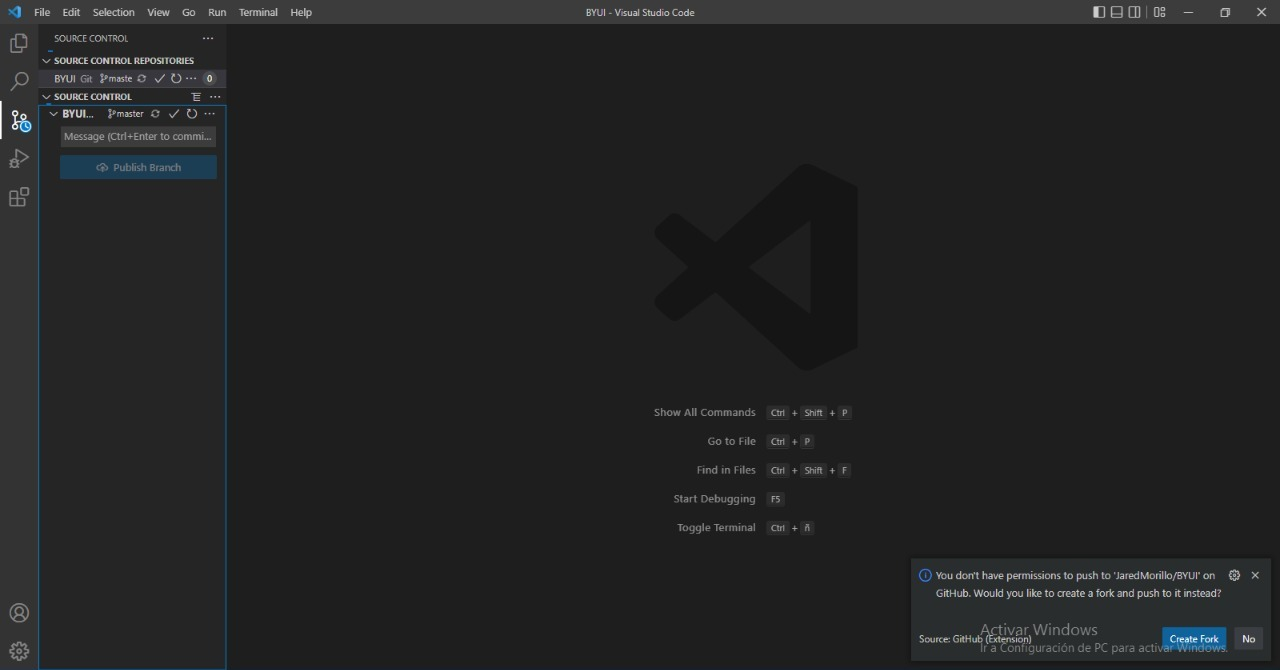 File Edit Selection View Go Run Terminal Help
BYUI - Visual Studio Code
SOURCE CONTROL
SOURCE CONTROL REPOSITORIES
BYUI Git master 0
SOURCE CONTROL
BYUI... master
Message (Ctrl+Enter to commi...
Publish Branch
Show All Commands Ctrl + Shift + P
Go to File Ctrl + P
Find in Files Ctrl + Shift + F
Start Debugging F5
Toggle Terminal Ctrl + ñ
You don't have permissions to push to 'JaredMorillo/BYUI' on
GitHub. Would you like to create a fork and push to it instead?
Activar Windows
Source: GitHub (Extension) Create Fork No
Ir a Configuración de PC para activar Windows.